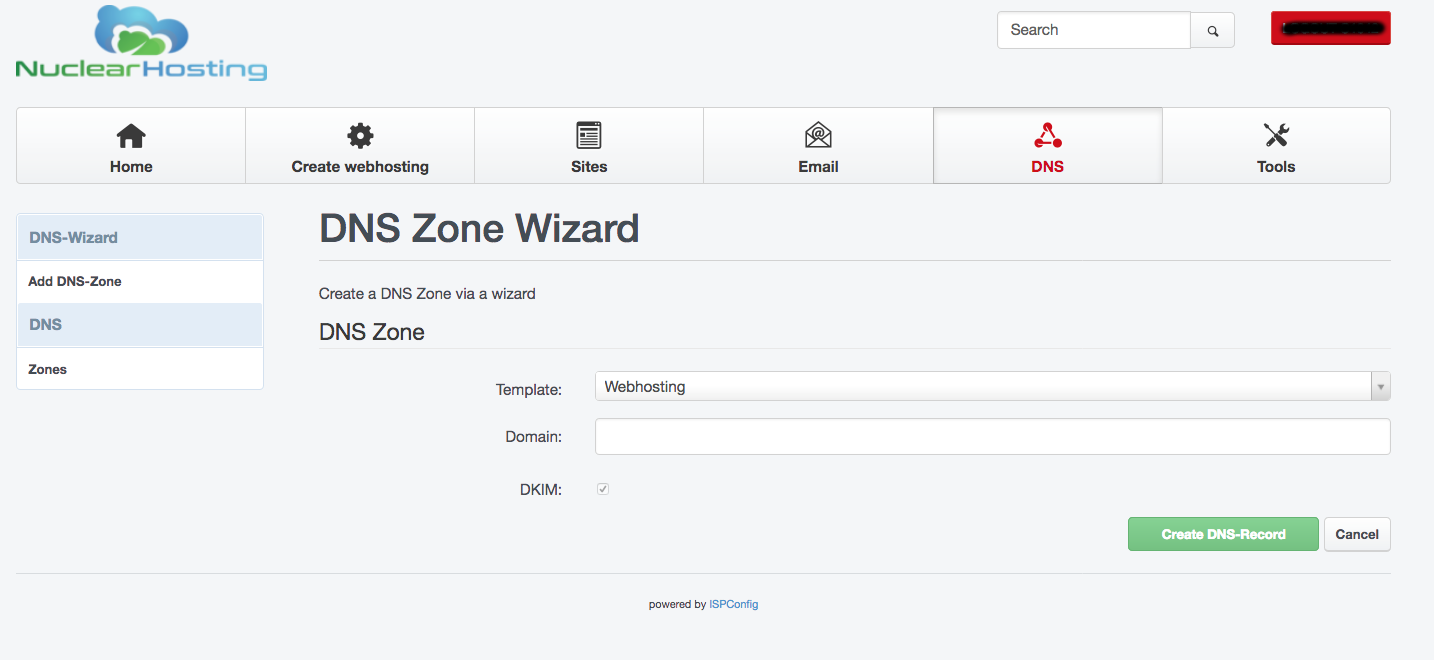 NuclearHosting
Search
Home
Create webhosting
Sites
Email
DNS
Tools
DNS-Wizard
Add DNS-Zone
DNS
Zones
DNS Zone Wizard
Create a DNS Zone via a wizard
DNS Zone
Template: Webhosting
Domain:
DKIM:
Create DNS-Record Cancel
powered by ISPConfig